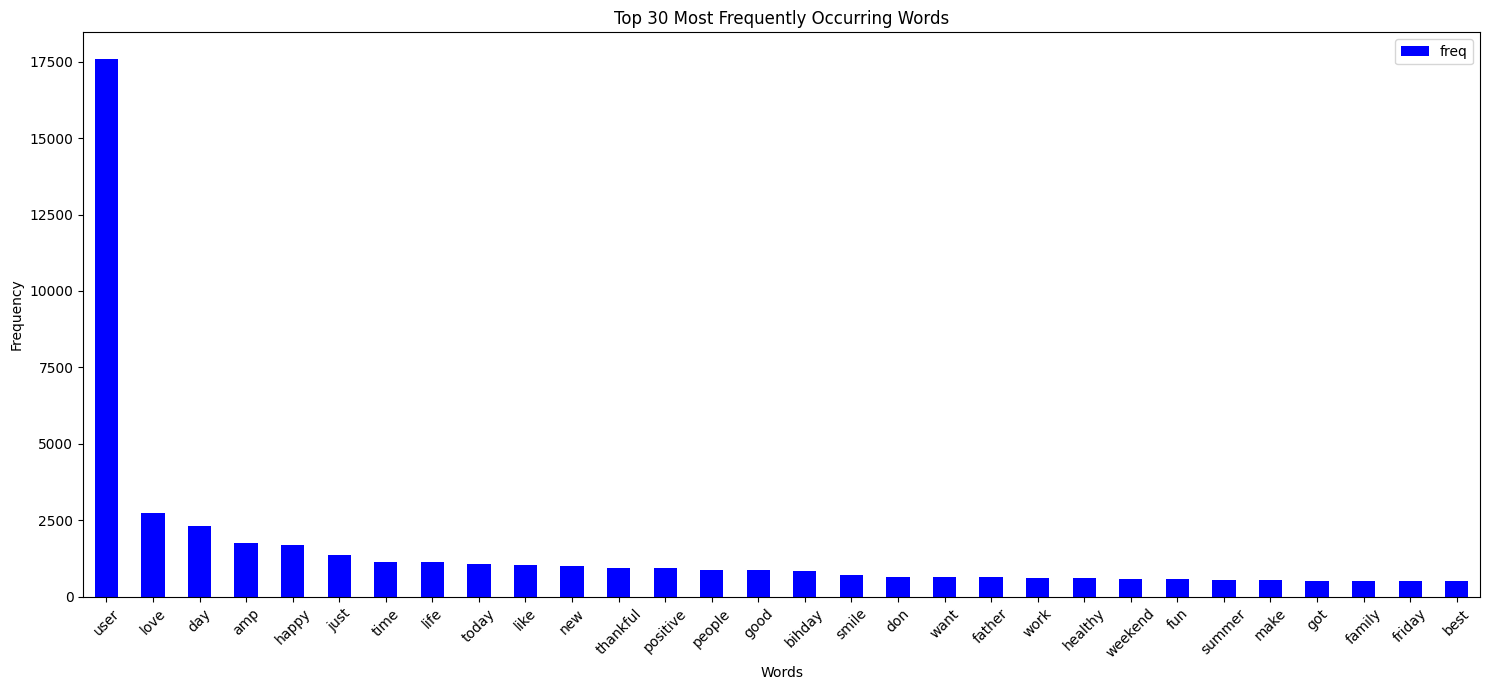 Top 30 Most Frequently Occurring Words
freq
17500
15000
12500
10000
7500
5000
2500
0
Frequency
user love day amp happy just time life today like new thankful positive people good bihday smile don want father work healthy weekend fun summer make got family friday best
Words